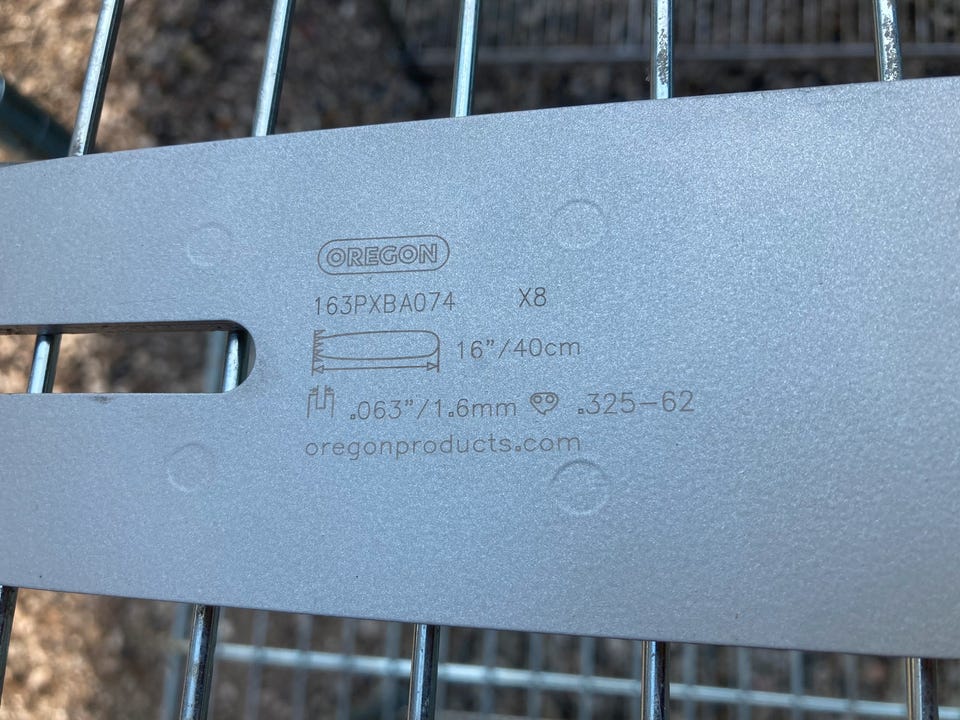 OREGON
163PXBA074 X8
16"/40cm
.063"/1.6mm .325-62
oregonproducts.com